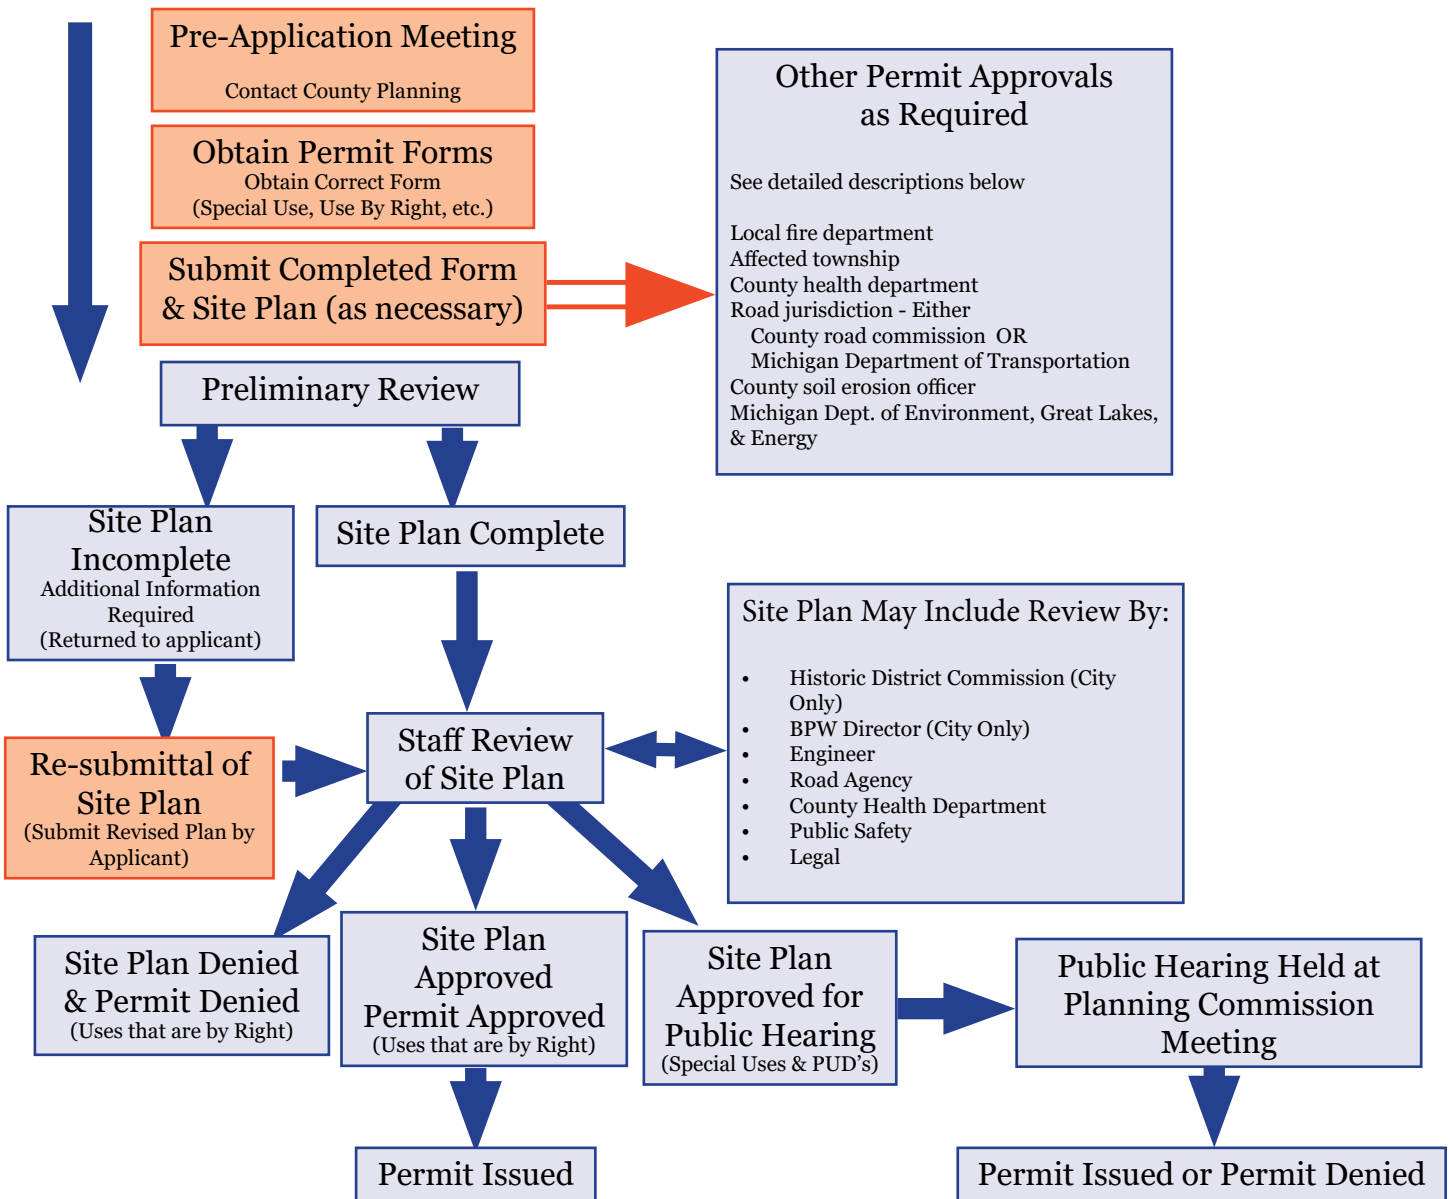 Pre-Application Meeting
Contact County Planning
Obtain Permit Forms
Obtain Correct Form
(Special Use, Use By Right, etc.)
Submit Completed Form
& Site Plan (as necessary)
Other Permit Approvals
as Required
See detailed descriptions below
Local fire department
Affected township
County health department
Road jurisdiction - Either
County road commission OR
Michigan Department of Transportation
County soil erosion officer
Michigan Dept. of Environment, Great Lakes,
& Energy
Preliminary Review
Site Plan
Incomplete
Additional Information
Required
(Returned to applicant)
Site Plan Complete
Site Plan May Include Review By:
• Historic District Commission (City
Only)
• BPW Director (City Only)
• Engineer
• Road Agency
• County Health Department
• Public Safety
• Legal
Re-submittal of
Site Plan
(Submit Revised Plan by
Applicant)
Staff Review
of Site Plan
Site Plan Denied
& Permit Denied
(Uses that are by Right)
Site Plan
Approved
Permit Approved
(Uses that are by Right)
Site Plan
Approved for
Public Hearing
(Special Uses & PUD's)
Public Hearing Held at
Planning Commission
Meeting
Permit Issued
Permit Issued or Permit Denied